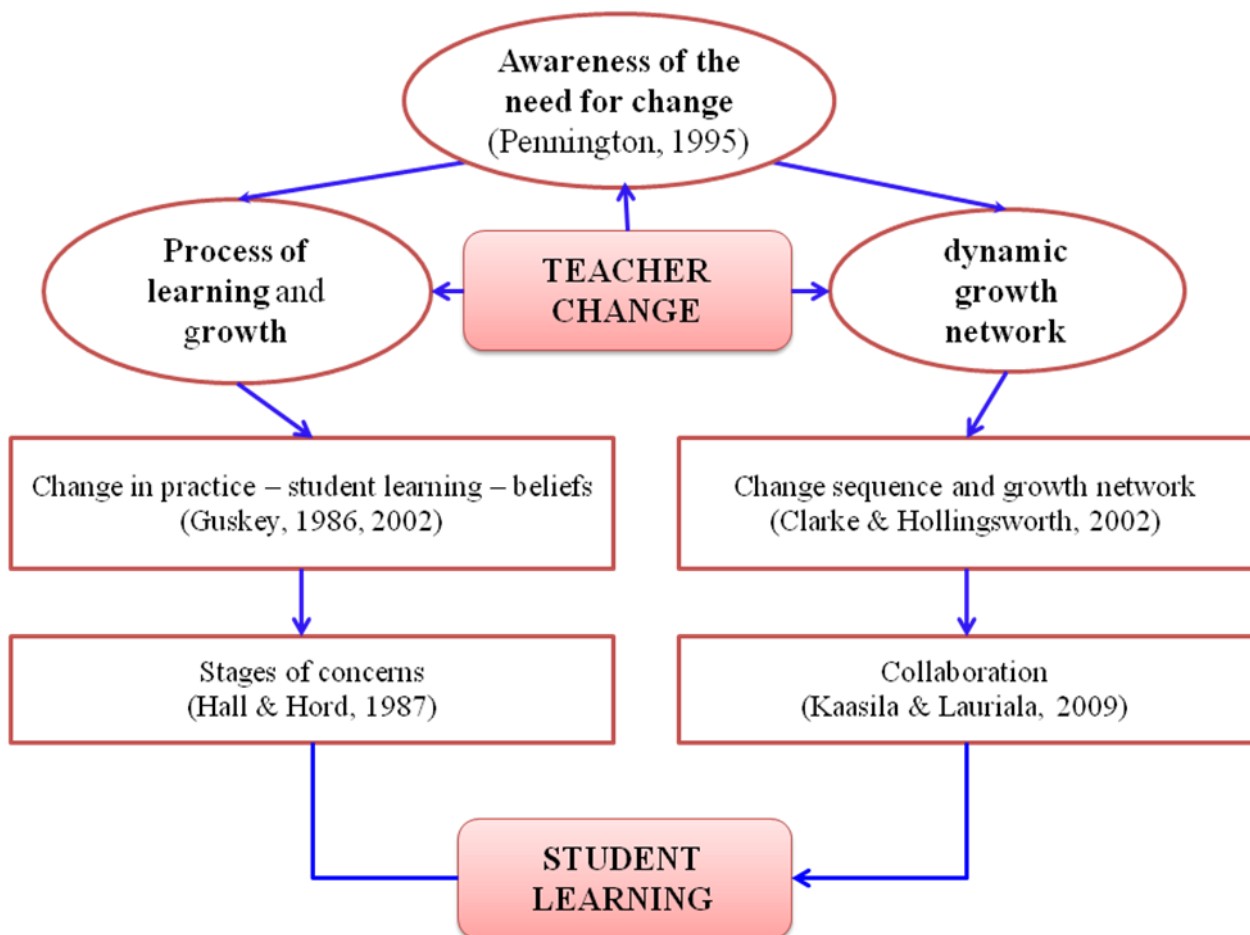 Awareness of the
need for change
(Pennington, 1995)
Process of
learning and
growth
TEACHER
CHANGE
dynamic
growth
network
Change in practice – student learning – beliefs
(Guskey, 1986, 2002)
Change sequence and growth network
(Clarke & Hollingsworth, 2002)
Stages of concerns
(Hall & Hord, 1987)
Collaboration
(Kaasila & Lauriala, 2009)
STUDENT
LEARNING